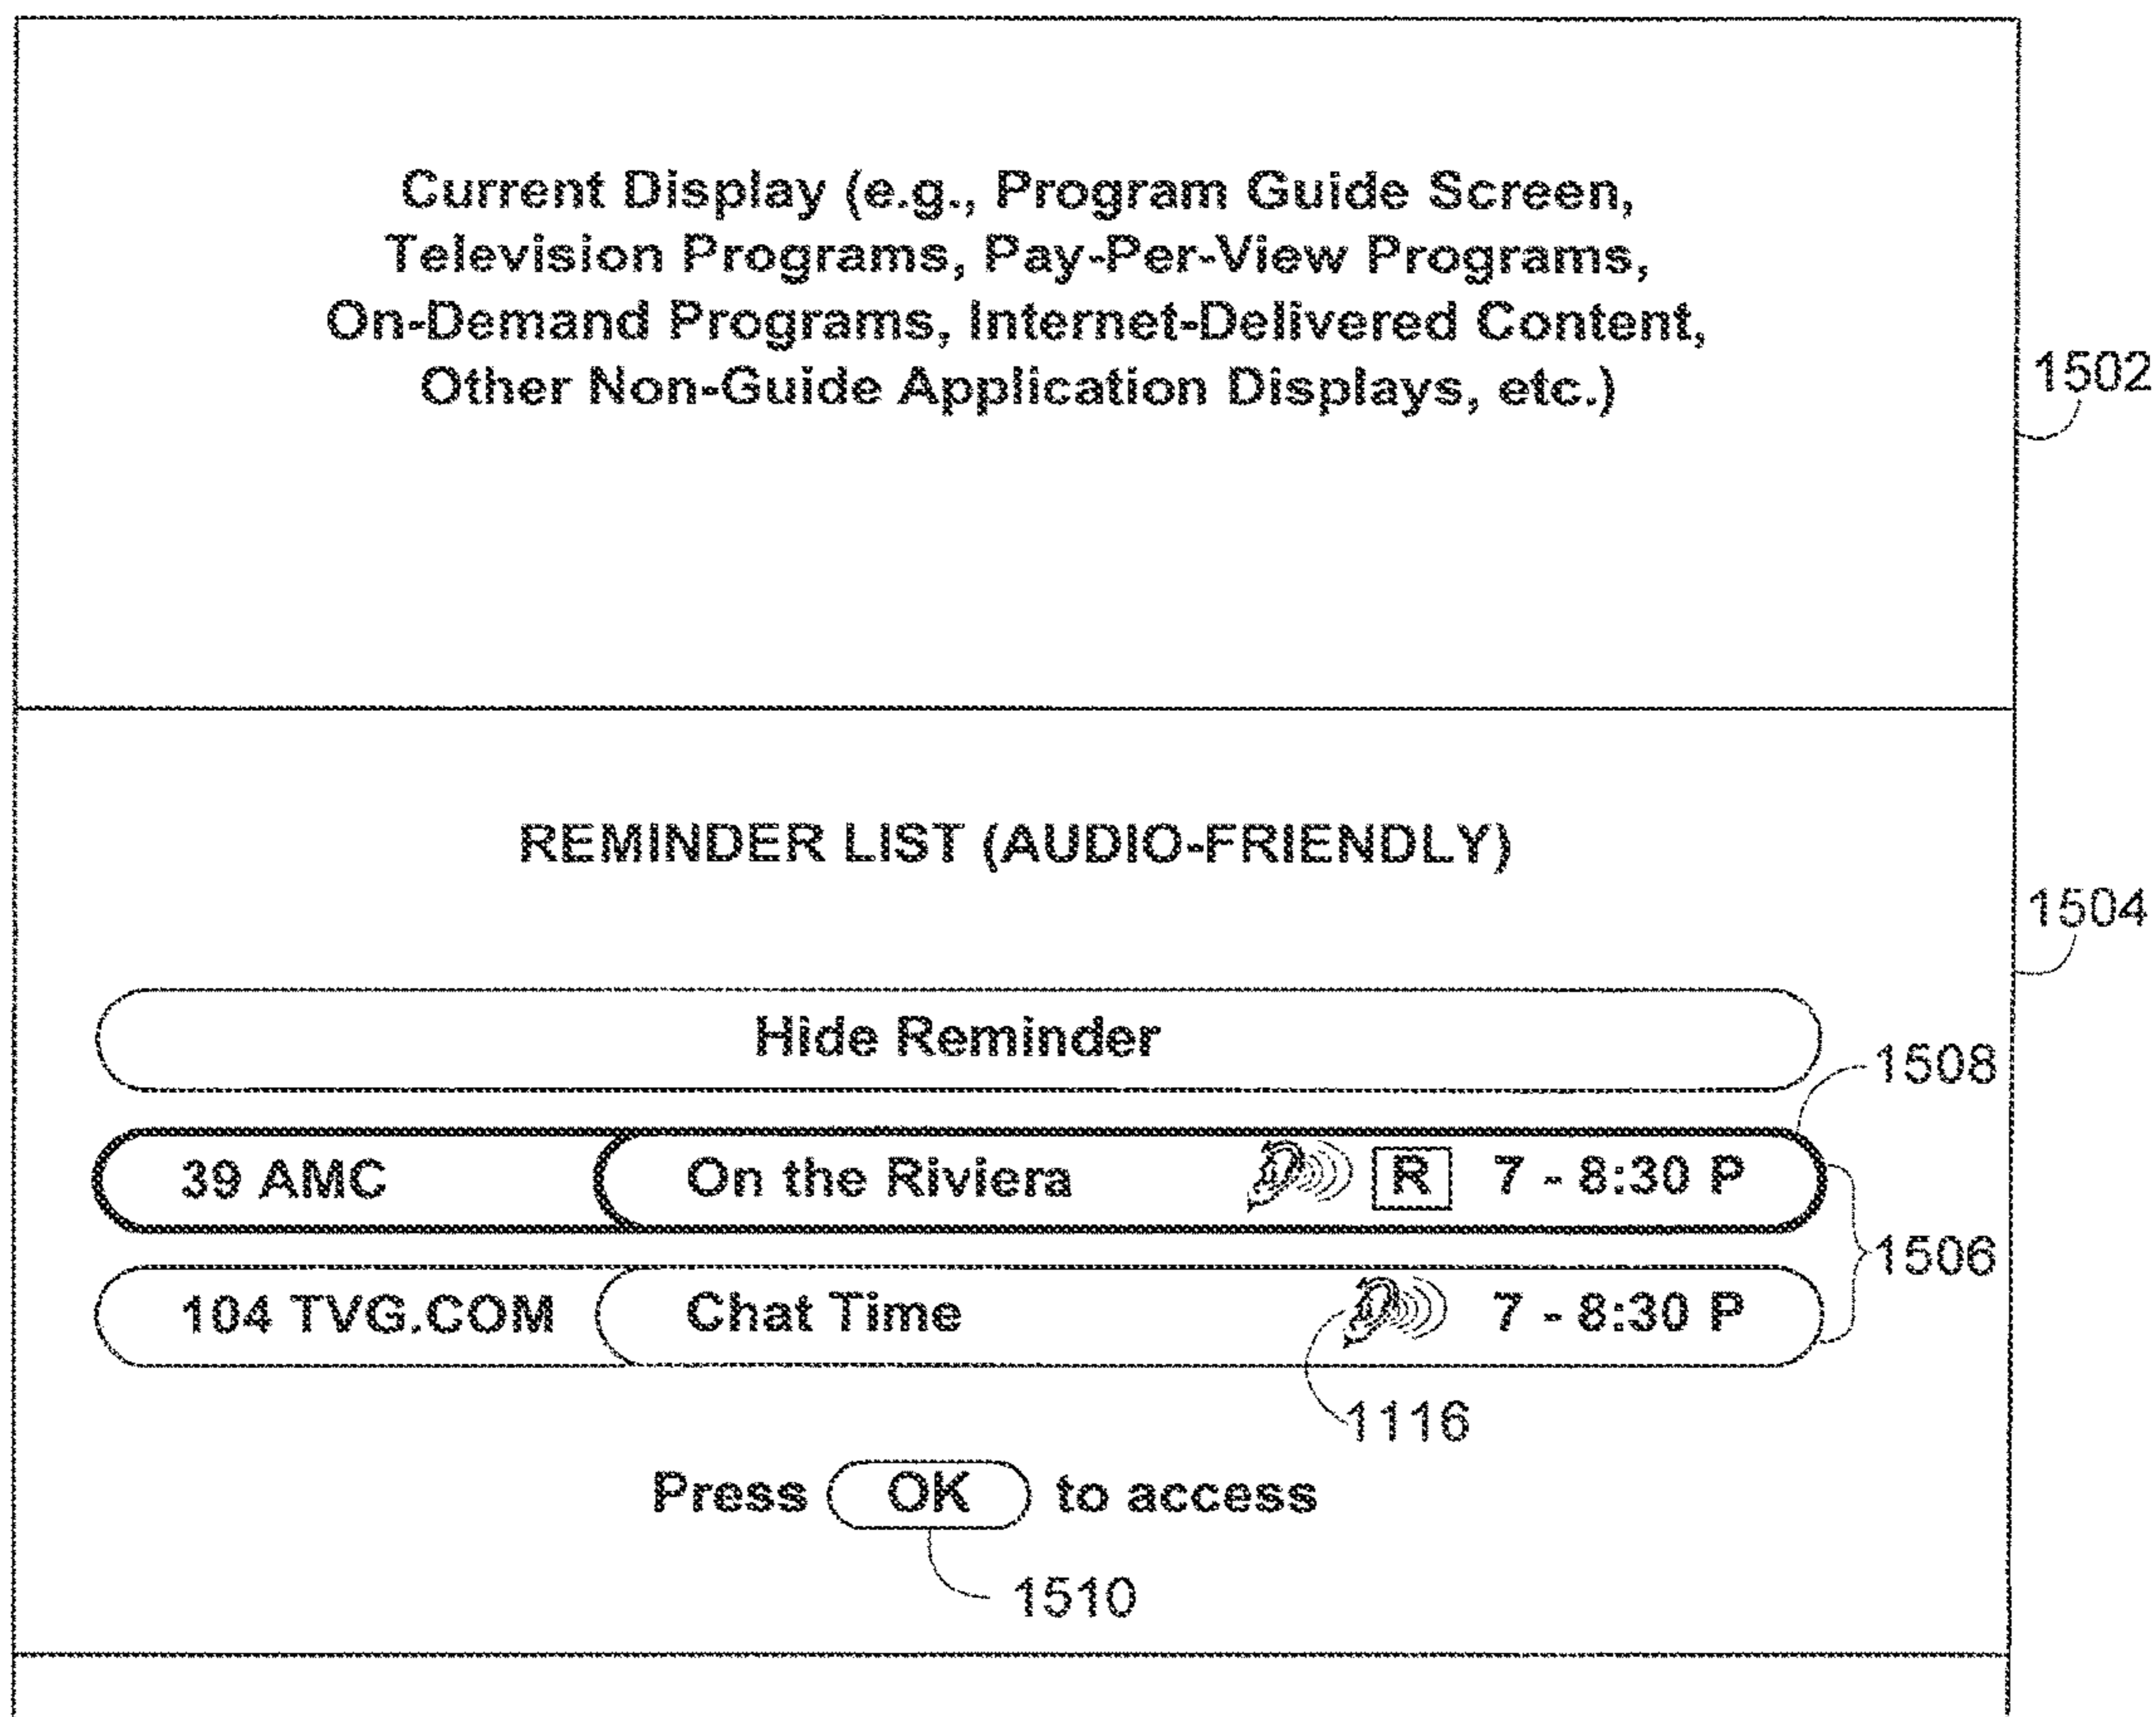 Current Display (e.g., Program Guide Screen,
Television Programs, Pay-Per-View Programs,
On-Demand Programs, Internet-Delivered Content,
Other Non-Guide Application Displays, etc.)
1502
REMINDER LIST (AUDIO-FRIENDLY)
1504
Hide Reminder
1508
39 AMC On the Riviera R 7 - 8:30 P
1506
104 TVG.COM Chat Time 7 - 8:30 P
1116
Press OK to access
1510